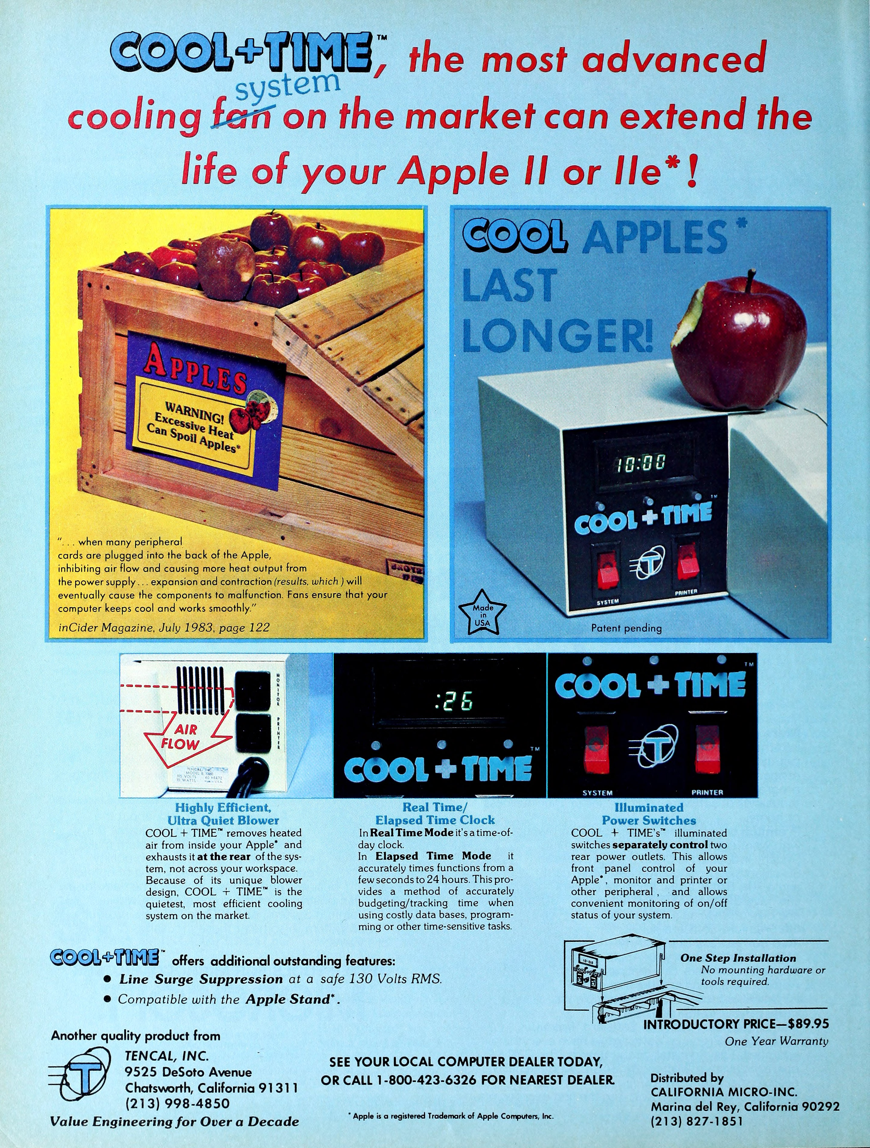 COOL+TIME™, the most advanced
system
cooling fan on the market can extend the
life of your Apple II or IIe*!
APPLES
WARNING!
Excessive Heat
Can Spoil Apples*
". . . when many peripheral
cards are plugged into the back of the Apple,
inhibiting air flow and causing more heat output from
the power supply . . . expansion and contraction (results, which) will
eventually cause the components to malfunction. Fans ensure that your
computer keeps cool and works smoothly."
inCider Magazine, July 1983, page 122
COOL APPLES*
LAST
LONGER!
10:00
COOL + TIME™
T
SYSTEM
PRINTER
Made
in
USA
Patent pending
MONITOR PRINTER
AIR
FLOW
:26
COOL + TIME™
COOL + TIME™
T
SYSTEM
PRINTER
Highly Efficient,
Ultra Quiet Blower
COOL + TIME™ removes heated
air from inside your Apple* and
exhausts it at the rear of the sys-
tem, not across your workspace.
Because of its unique blower
design, COOL + TIME™ is the
quietest, most efficient cooling
system on the market.
Real Time/
Elapsed Time Clock
In Real Time Mode it's a time-of-
day clock.
In Elapsed Time Mode it
accurately times functions from a
few seconds to 24 hours. This pro-
vides a method of accurately
budgeting/tracking time when
using costly data bases, program-
ming or other time-sensitive tasks.
Illuminated
Power Switches
COOL + TIME's™ illuminated
switches separately control two
rear power outlets. This allows
front panel control of your
Apple*, monitor and printer or
other peripheral, and allows
convenient monitoring of on/off
status of your system.
COOL+TIME™ offers additional outstanding features:
● Line Surge Suppression at a safe 130 Volts RMS.
● Compatible with the Apple Stand*.
One Step Installation
No mounting hardware or
tools required.
INTRODUCTORY PRICE—$89.95
One Year Warranty
Another quality product from
T
TENCAL, INC.
9525 DeSoto Avenue
Chatsworth, California 91311
(213) 998-4850
Value Engineering for Over a Decade
SEE YOUR LOCAL COMPUTER DEALER TODAY,
OR CALL 1-800-423-6326 FOR NEAREST DEALER.
* Apple is a registered Trademark of Apple Computers, Inc.
Distributed by
CALIFORNIA MICRO-INC.
Marina del Rey, California 90292
(213) 827-1851